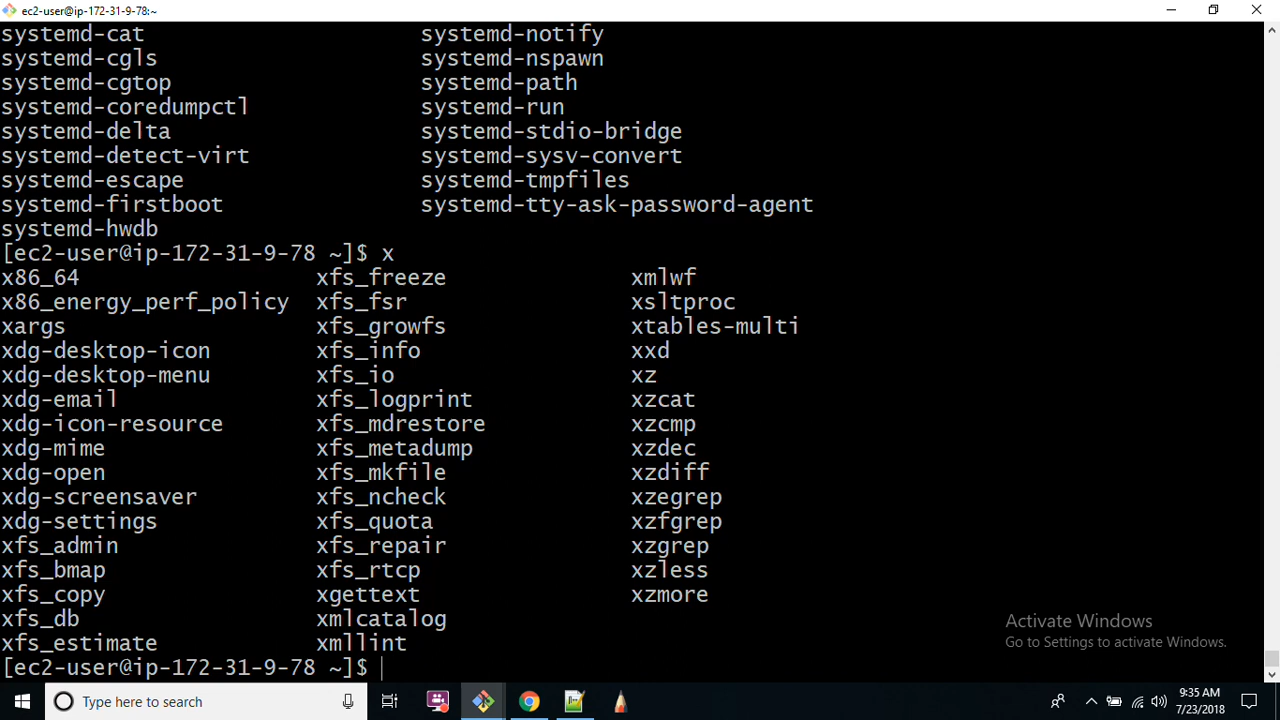 ec2-user@ip-172-31-9-78:~
systemd-cat systemd-notify
systemd-cgls systemd-nspawn
systemd-cgtop systemd-path
systemd-coredumpctl systemd-run
systemd-delta systemd-stdio-bridge
systemd-detect-virt systemd-sysv-convert
systemd-escape systemd-tmpfiles
systemd-firstboot systemd-tty-ask-password-agent
systemd-hwdb
[ec2-user@ip-172-31-9-78 ~]$ x
x86_64 xfs_freeze xmlwf
x86_energy_perf_policy xfs_fsr xsltproc
xargs xfs_growfs xtables-multi
xdg-desktop-icon xfs_info xxd
xdg-desktop-menu xfs_io xz
xdg-email xfs_logprint xzcat
xdg-icon-resource xfs_mdrestore xzcmp
xdg-mime xfs_metadump xzdec
xdg-open xfs_mkfile xzdiff
xdg-screensaver xfs_ncheck xzegrep
xdg-settings xfs_quota xzfgrep
xfs_admin xfs_repair xzgrep
xfs_bmap xfs_rtcp xzless
xfs_copy xgettext xzmore
xfs_db xmlcatalog
xfs_estimate xmllint
[ec2-user@ip-172-31-9-78 ~]$
Activate Windows
Go to Settings to activate Windows.
Type here to search
9:35 AM
7/23/2018